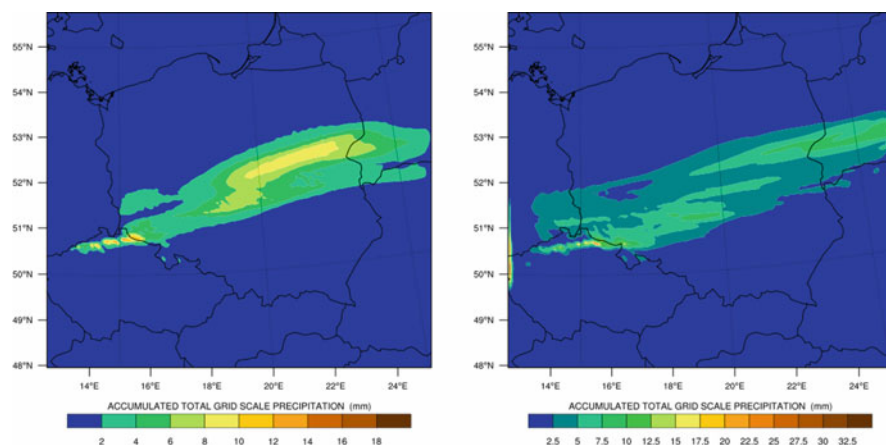 55°N
54°N
53°N
52°N
51°N
50°N
49°N
48°N
14°E 16°E 18°E 20°E 22°E 24°E
ACCUMULATED TOTAL GRID SCALE PRECIPITATION (mm)
2 4 6 8 10 12 14 16 18
55°N
54°N
53°N
52°N
51°N
50°N
49°N
48°N
14°E 16°E 18°E 20°E 22°E 24°E
ACCUMULATED TOTAL GRID SCALE PRECIPITATION (mm)
2.5 5 7.5 10 12.5 15 17.5 20 22.5 25 27.5 30 32.5